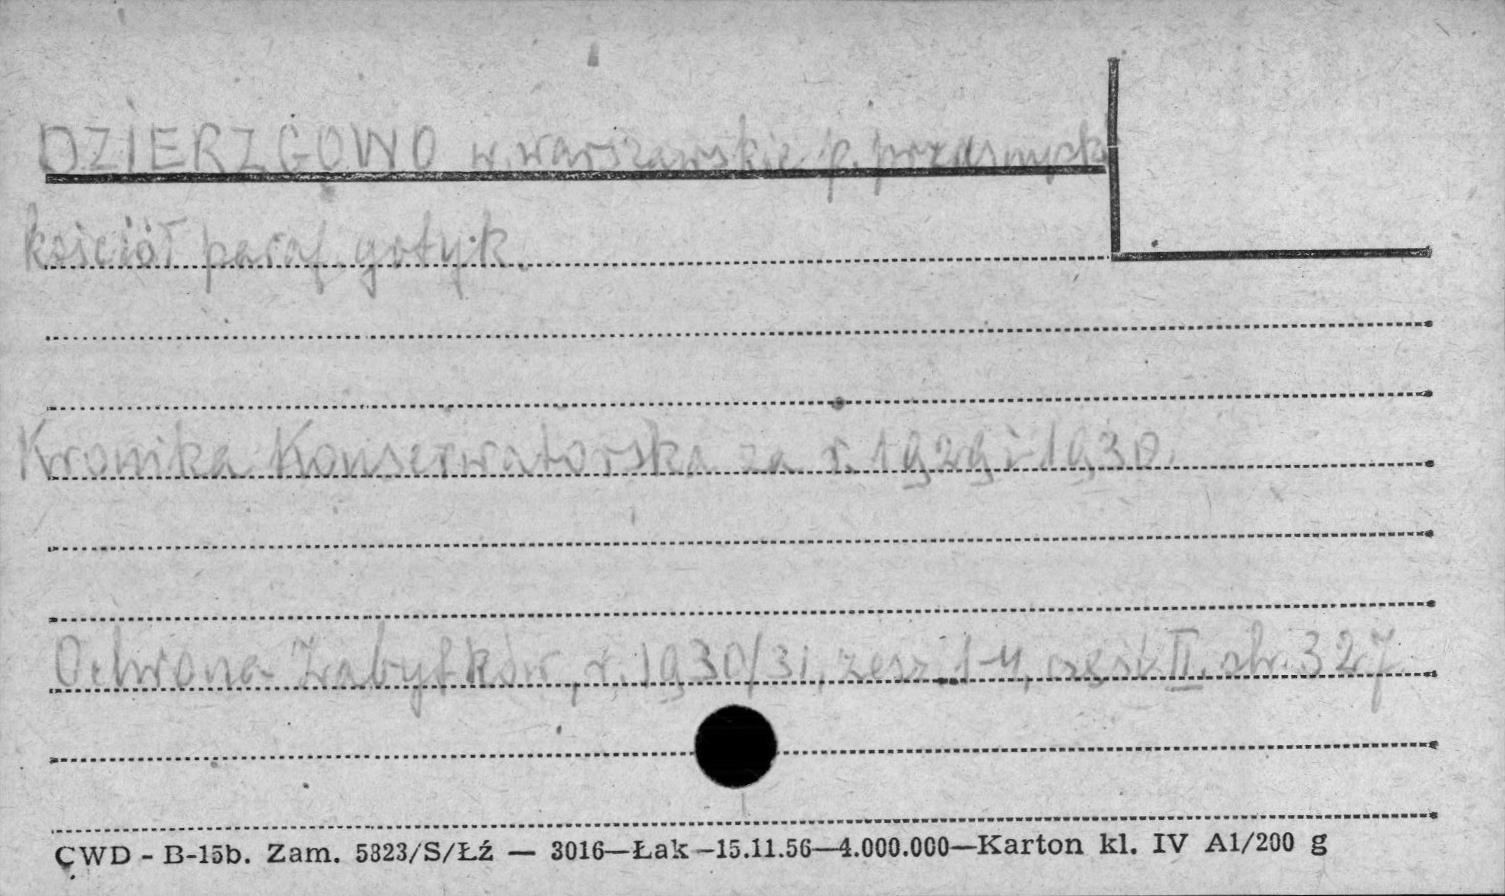 DZIERZGOWO w. warszawskie p. przasnyck
kościół paraf. gotyk.
Kronika Konserwatorska za r. 1929 i 1930.
Ochrona Zabytków, r. 1930/31, zesz. 1-4, część II. str. 327
CWD - B-15b. Zam. 5823/S/Łź — 3016—Łak —15.11.56—4.000.000—Karton kl. IV A1/200 g